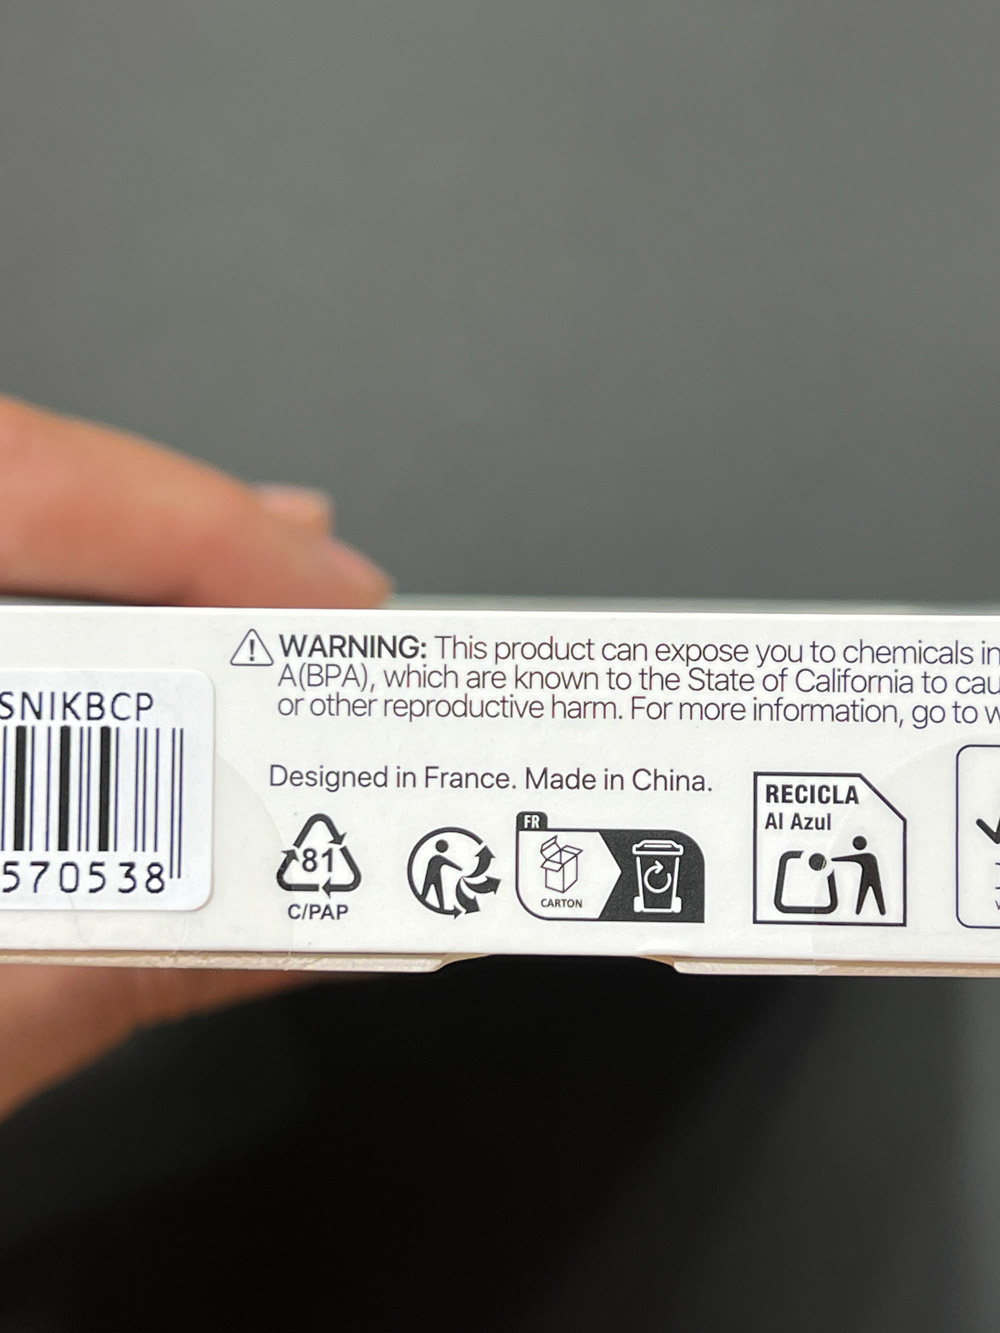 SNIKBCP
570538
WARNING: This product can expose you to chemicals in
A(BPA), which are known to the State of California to cau
or other reproductive harm. For more information, go to w
Designed in France. Made in China.
81
C/PAP
FR
CARTON
RECICLA
Al Azul